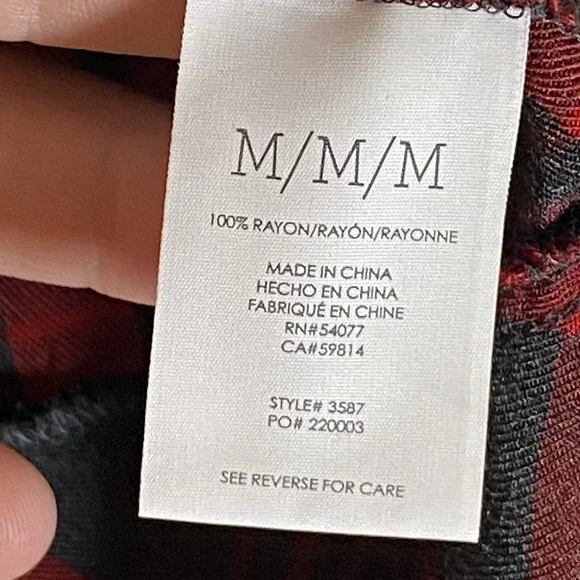 M/M/M
100% RAYON/RAYÓN/RAYONNE
MADE IN CHINA
HECHO EN CHINA
FABRIQUÉ EN CHINE
RN#54077
CA#59814
STYLE# 3587
PO# 220003
SEE REVERSE FOR CARE